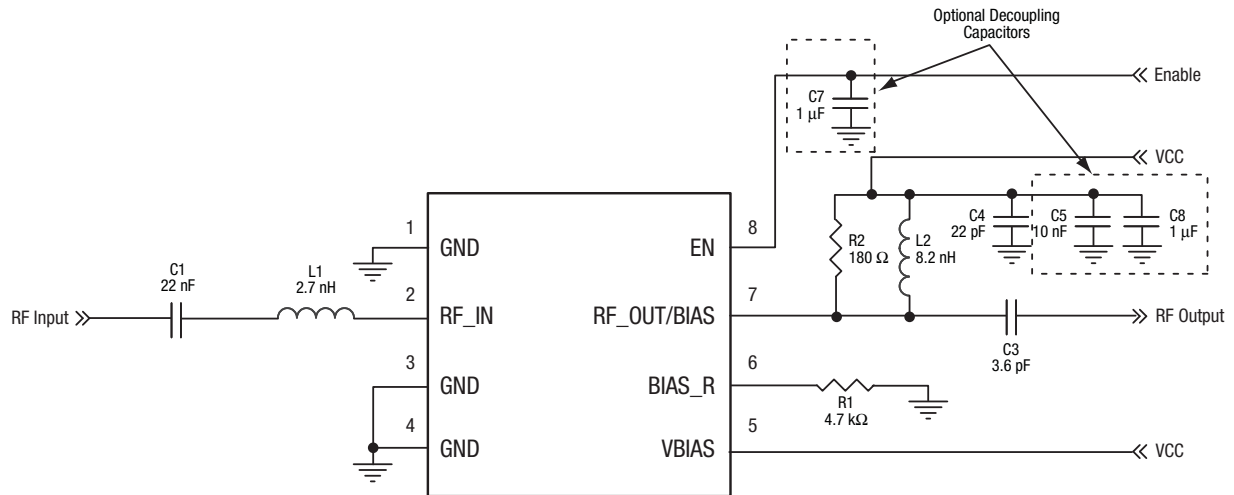 Optional Decoupling
Capacitors
Enable
C7
1 μF
VCC
1
GND
8
EN
R2
180 Ω
L2
8.2 nH
C4
22 pF
C5
10 nF
C8
1 μF
C1
22 nF
L1
2.7 nH
RF Input
2
RF_IN
7
RF_OUT/BIAS
RF Output
C3
3.6 pF
3
GND
6
BIAS_R
R1
4.7 kΩ
4
GND
5
VBIAS
VCC